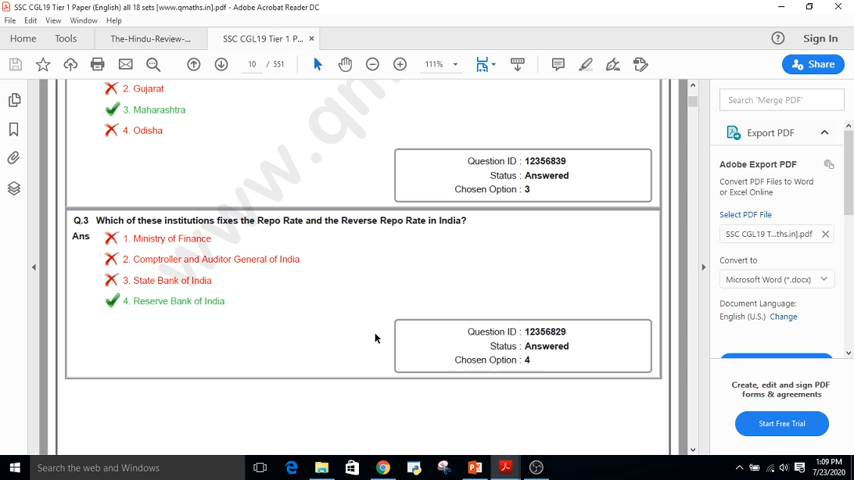 SSC CGL19 Tier 1 Paper (English) all 18 sets [www.qmaths.in].pdf - Adobe Acrobat Reader DC
File Edit View Window Help
Home Tools The-Hindu-Review-... SSC CGL19 Tier 1 P... × Sign In
10 / 551 111% Share
2. Gujarat
3. Maharashtra
4. Odisha
Question ID : 12356839
Status : Answered
Chosen Option : 3
Q.3 Which of these institutions fixes the Repo Rate and the Reverse Repo Rate in India?
Ans
1. Ministry of Finance
2. Comptroller and Auditor General of India
3. State Bank of India
4. Reserve Bank of India
Question ID : 12356829
Status : Answered
Chosen Option : 4
www.qm
Search 'Merge PDF'
Export PDF
Adobe Export PDF
Convert PDF Files to Word
or Excel Online
Select PDF File
SSC CGL19 T...ths.in].pdf
Convert to
Microsoft Word (*.docx)
Document Language:
English (U.S.) Change
Create, edit and sign PDF
forms & agreements
Start Free Trial
Search the web and Windows
1:09 PM
7/23/2020